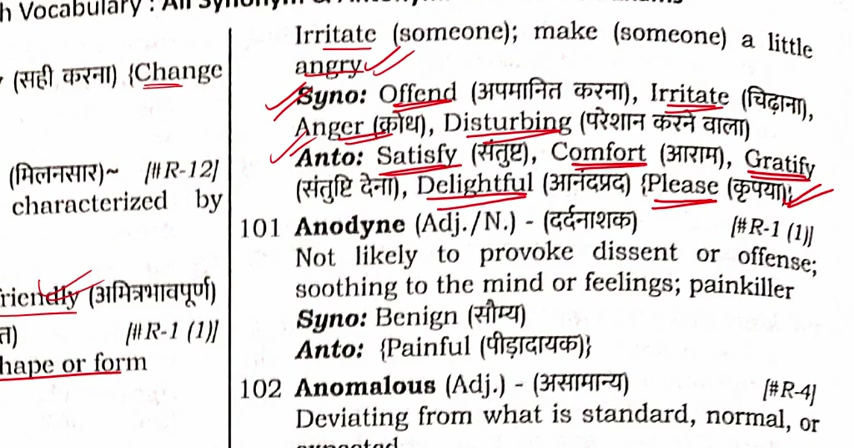 h Vocabulary : All Synonym &
(सही करना) {Change
(मिलनसार)~ [#R-12]
characterized by
riendly (अमित्रभावपूर्ण)
त) [#R-1 (1)]
hape or form
Irritate (someone); make (someone) a little
angry
Syno: Offend (अपमानित करना), Irritate (चिढ़ाना),
Anger (क्रोध), Disturbing (परेशान करने वाला)
Anto: Satisfy (संतुष्ट), Comfort (आराम), Gratify
(संतुष्टि देना), Delightful (आनंदप्रद) {Please (कृपया)}
101 Anodyne (Adj./N.) - (दर्दनाशक) [#R-1 (1)]
Not likely to provoke dissent or offense;
soothing to the mind or feelings; painkiller
Syno: Benign (सौम्य)
Anto: {Painful (पीड़ादायक)}
102 Anomalous (Adj.) - (असामान्य) [#R-4]
Deviating from what is standard, normal, or
expected